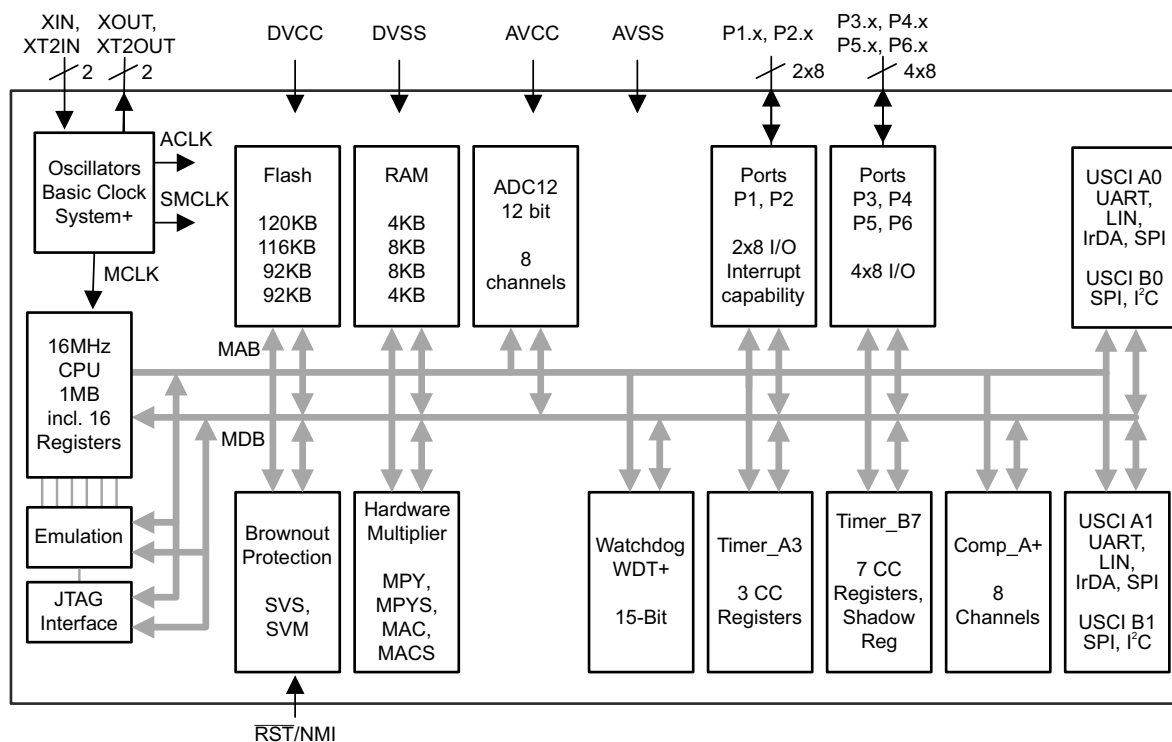 XIN,
XT2IN
XOUT,
XT2OUT
DVCC
DVSS
AVCC
AVSS
P1.x, P2.x
P3.x, P4.x
P5.x, P6.x
2
2
2x8
4x8
Oscillators
Basic Clock
System+
ACLK
SMCLK
MCLK
Flash
120KB
116KB
92KB
92KB
RAM
4KB
8KB
8KB
4KB
ADC12
12 bit
8
channels
Ports
P1, P2
2x8 I/O
Interrupt
capability
Ports
P3, P4
P5, P6
4x8 I/O
USCI A0
UART,
LIN,
IrDA, SPI
USCI B0
SPI, I²C
16MHz
CPU
1MB
incl. 16
Registers
MAB
MDB
Emulation
JTAG
Interface
Brownout
Protection
SVS,
SVM
Hardware
Multiplier
MPY,
MPYS,
MAC,
MACS
Watchdog
WDT+
15-Bit
Timer_A3
3 CC
Registers
Timer_B7
7 CC
Registers,
Shadow
Reg
Comp_A+
8
Channels
USCI A1
UART,
LIN,
IrDA, SPI
USCI B1
SPI, I²C
RST/NMI